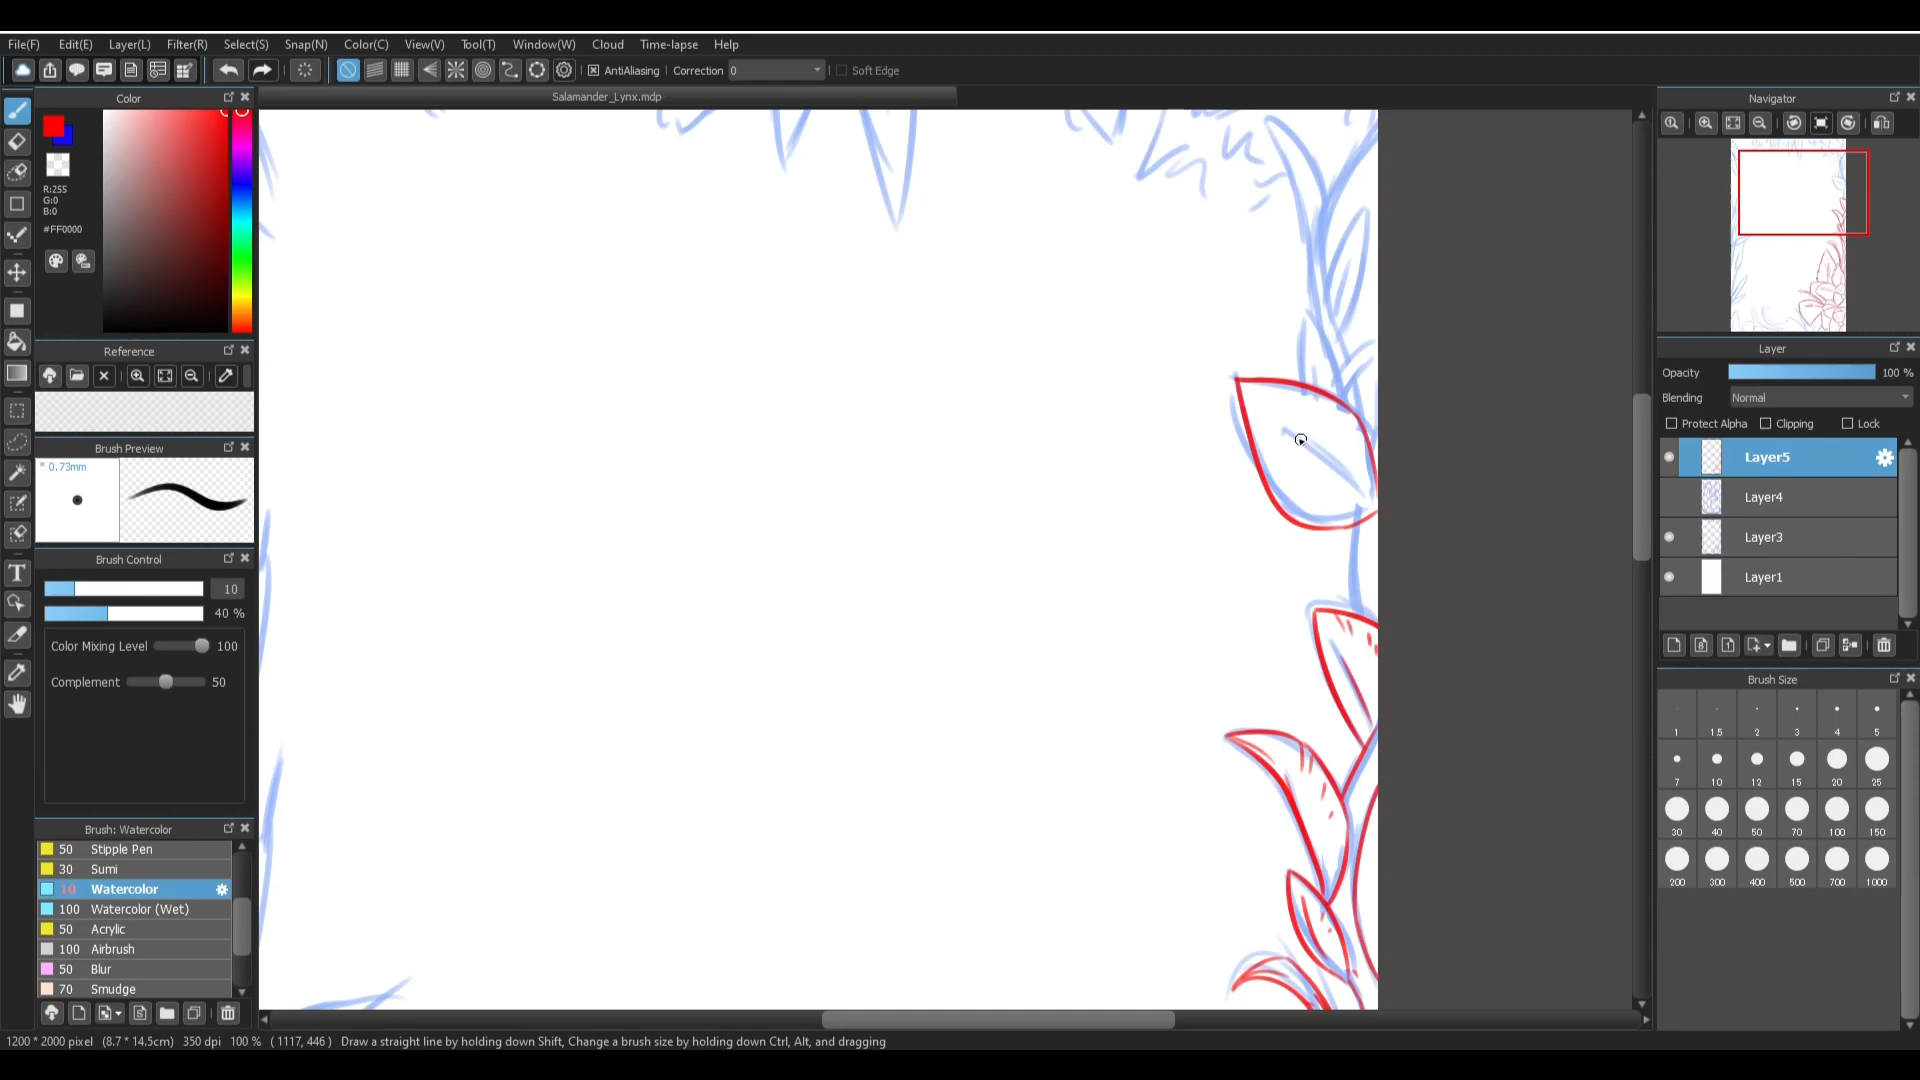 File(F) Edit(E) Layer(L) Filter(R) Select(S) Snap(N) Color(C) View(V) Tool(T) Window(W) Cloud Time-lapse Help
AntiAliasing Correction 0 Soft Edge
Color
Salamander_Lynx.mdp
Navigator
R:255
G:0
B:0
#FF0000
Reference
Brush Preview
0.73mm
Brush Control
10
40 %
Color Mixing Level 100
Complement 50
Brush: Watercolor
50 Stipple Pen
30 Sumi
10 Watercolor
100 Watercolor (Wet)
50 Acrylic
100 Airbrush
50 Blur
70 Smudge
Layer
Opacity 100 %
Blending Normal
Protect Alpha Clipping Lock
Layer5
Layer4
Layer3
Layer1
Brush Size
1 1.5 2 3 4 5
7 10 12 15 20 25
30 40 50 70 100 150
200 300 400 500 700 1000
1200 * 2000 pixel (8.7 * 14.5cm) 350 dpi 100 % ( 1117, 446 ) Draw a straight line by holding down Shift, Change a brush size by holding down Ctrl, Alt, and dragging